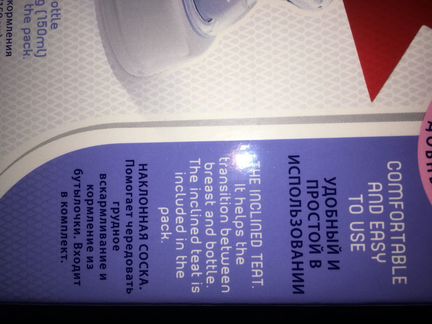 COMFORTABLE
AND EASY
TO USE
УДОБНЫЙ И
ПРОСТОЙ В
ИСПОЛЬЗОВАНИИ
THE INCLINED TEAT.
It helps the
transition between
breast and bottle.
The inclined teat is
included in the
pack.
НАКЛОННАЯ СОСКА.
Помогает чередовать
грудное
вскармливание и
кормление из
бутылочки. Входит
в комплект.
ottle
g (150ml)
the pack.
кормления